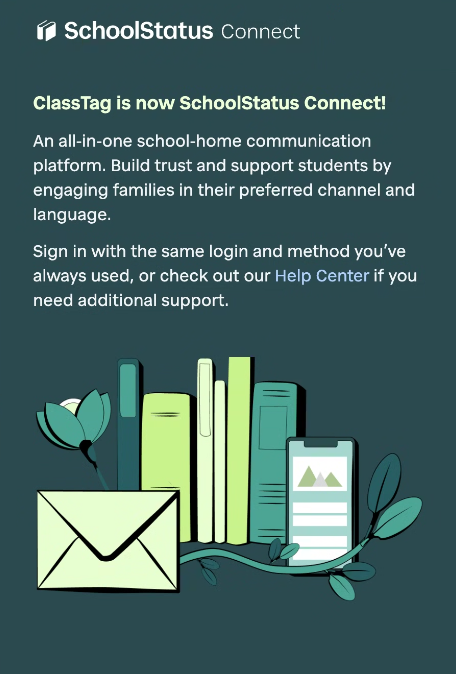 SchoolStatus Connect
ClassTag is now SchoolStatus Connect!
An all-in-one school-home communication
platform. Build trust and support students by
engaging families in their preferred channel and
language.
Sign in with the same login and method you’ve
always used, or check out our Help Center if you
need additional support.